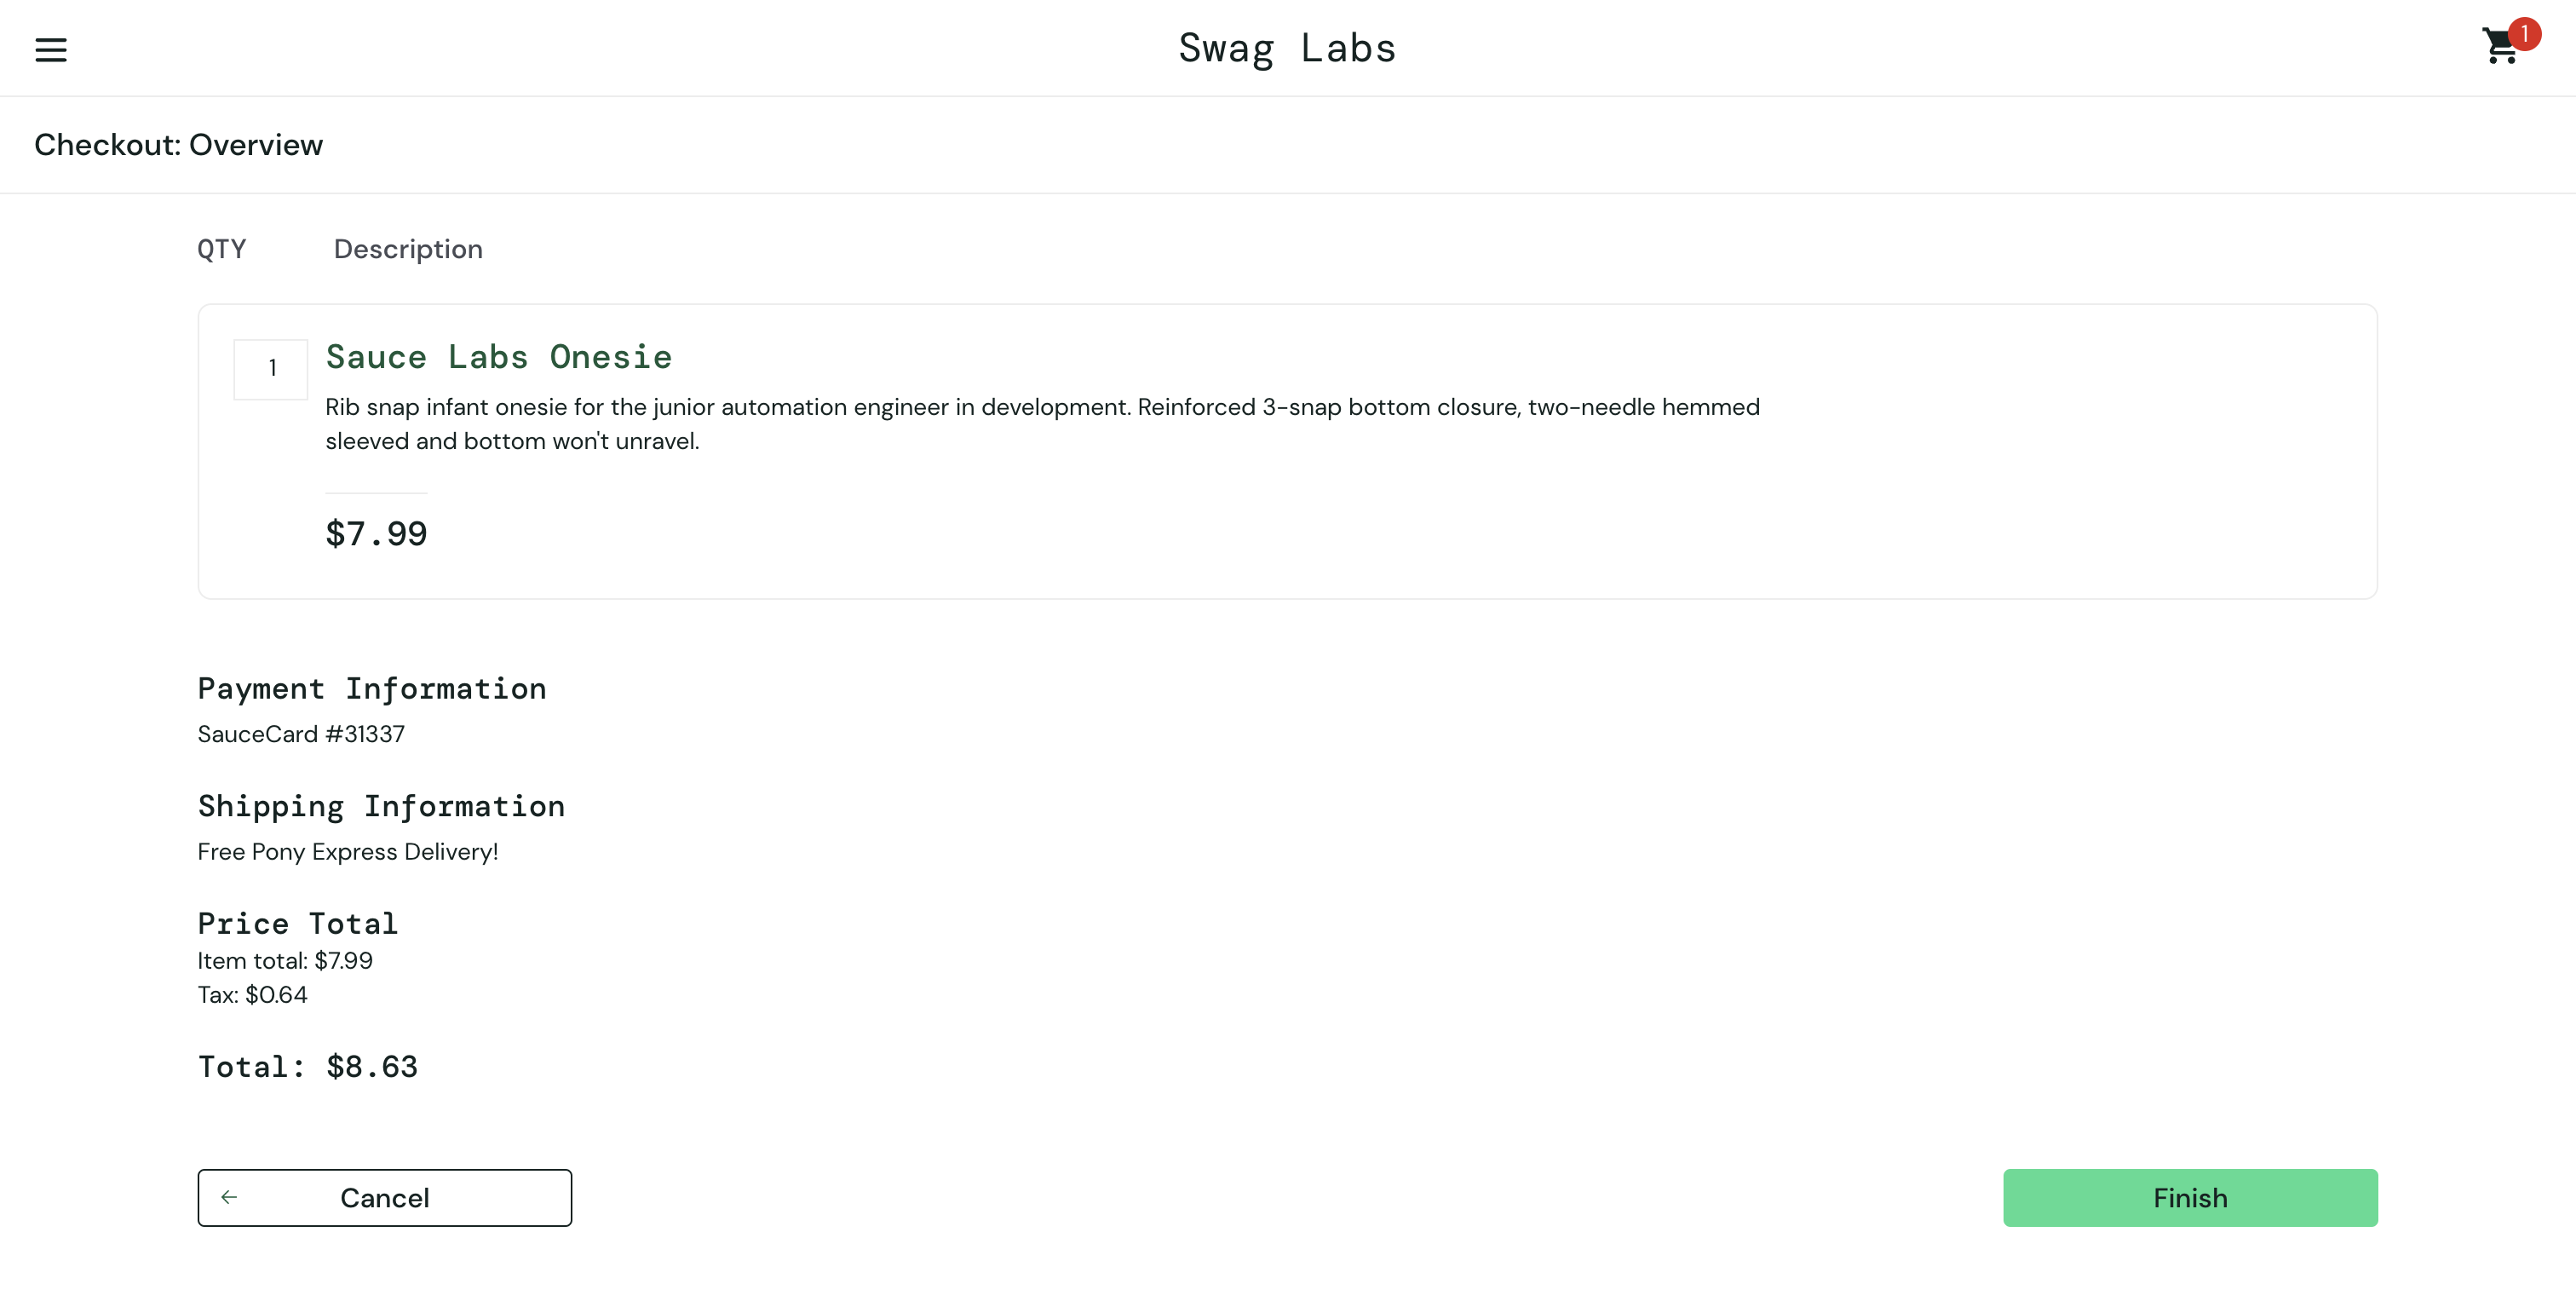 Swag Labs
1
Checkout: Overview
QTY Description
1
Sauce Labs Onesie
Rib snap infant onesie for the junior automation engineer in development. Reinforced 3-snap bottom closure, two-needle hemmed
sleeved and bottom won't unravel.
$7.99
Payment Information
SauceCard #31337
Shipping Information
Free Pony Express Delivery!
Price Total
Item total: $7.99
Tax: $0.64
Total: $8.63
Cancel
Finish